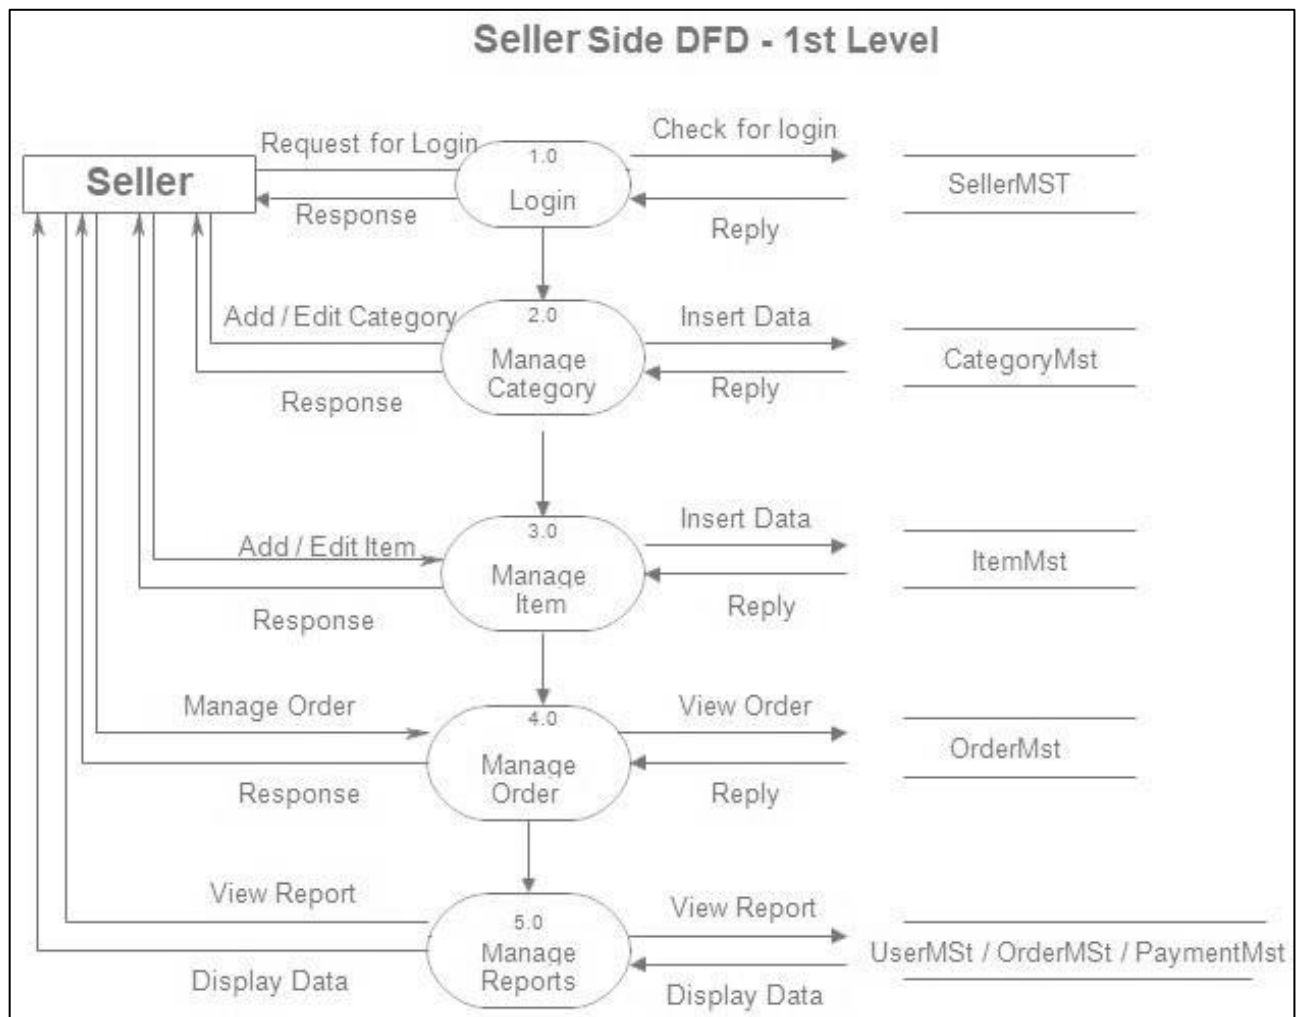 Seller Side DFD - 1st Level
Request for Login
1.0
Login
Check for login
Seller
SellerMST
Response
Reply
Add / Edit Category
2.0
Manage
Category
Insert Data
CategoryMst
Response
Reply
Add / Edit Item
3.0
Manage
Item
Insert Data
ItemMst
Response
Reply
Manage Order
4.0
Manage
Order
View Order
OrderMst
Response
Reply
View Report
5.0
Manage
Reports
View Report
UserMSt / OrderMSt / PaymentMst
Display Data
Display Data